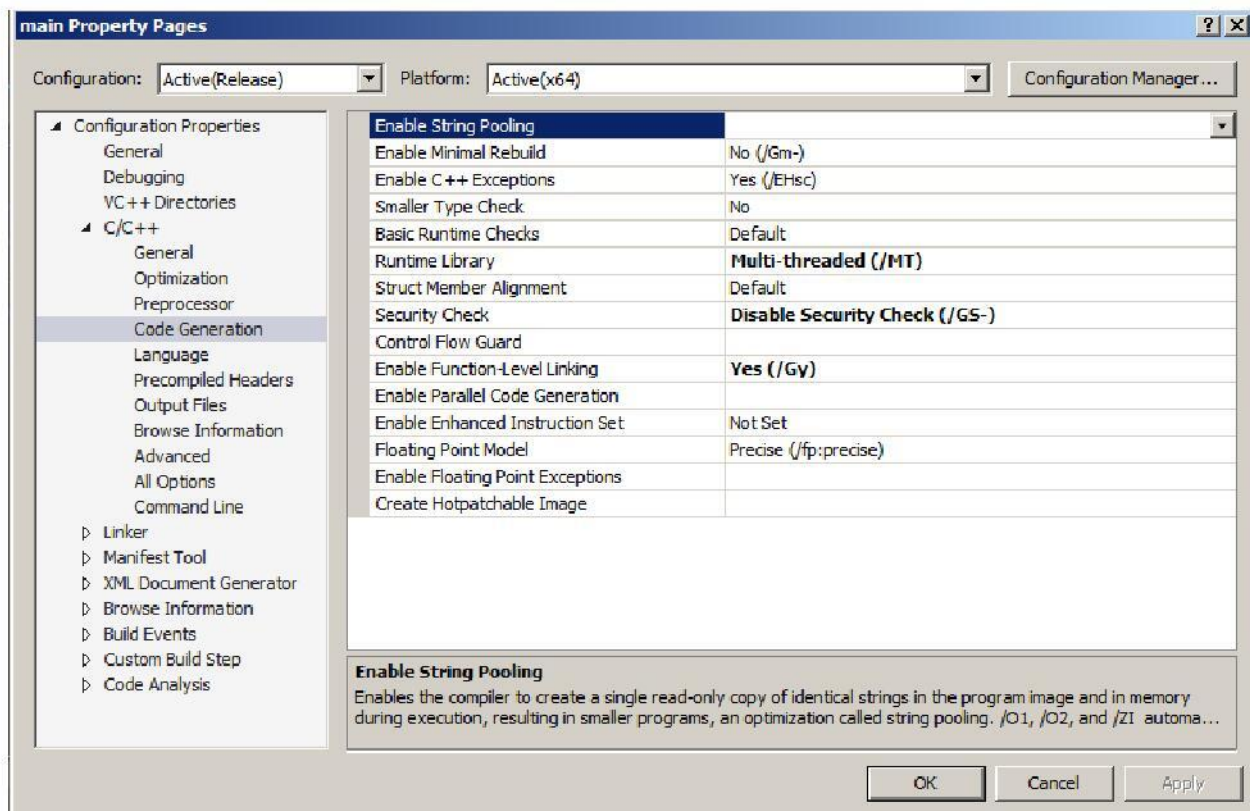 main Property Pages
Configuration: Active(Release) Platform: Active(x64) Configuration Manager...
Configuration Properties
General
Debugging
VC++ Directories
C/C++
General
Optimization
Preprocessor
Code Generation
Language
Precompiled Headers
Output Files
Browse Information
Advanced
All Options
Command Line
Linker
Manifest Tool
XML Document Generator
Browse Information
Build Events
Custom Build Step
Code Analysis
Enable String Pooling
Enable Minimal Rebuild No (/Gm-)
Enable C++ Exceptions Yes (/EHsc)
Smaller Type Check No
Basic Runtime Checks Default
Runtime Library Multi-threaded (/MT)
Struct Member Alignment Default
Security Check Disable Security Check (/GS-)
Control Flow Guard
Enable Function-Level Linking Yes (/Gy)
Enable Parallel Code Generation
Enable Enhanced Instruction Set Not Set
Floating Point Model Precise (/fp:precise)
Enable Floating Point Exceptions
Create Hotpatchable Image
Enable String Pooling
Enables the compiler to create a single read-only copy of identical strings in the program image and in memory
during execution, resulting in smaller programs, an optimization called string pooling. /O1, /O2, and /ZI automa...
OK Cancel Apply